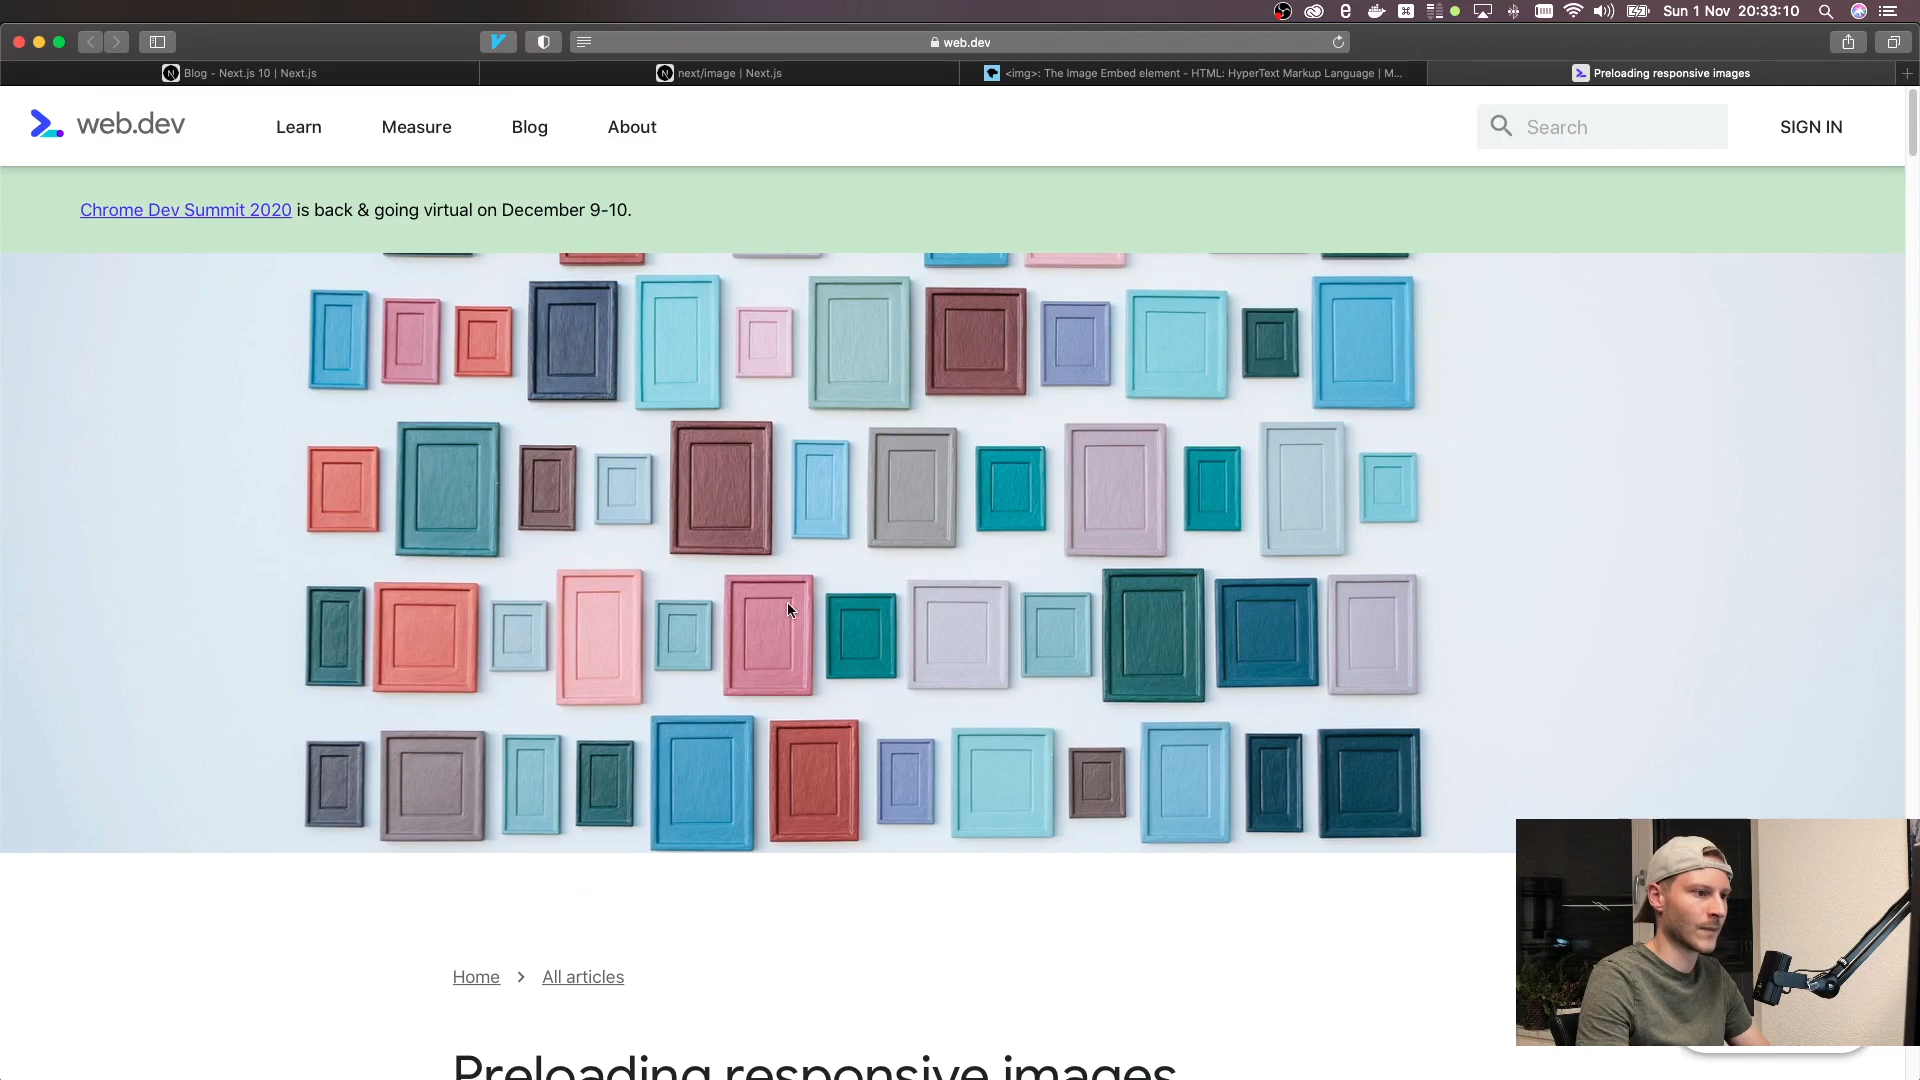 Sun 1 Nov 20:33:10
web.dev
Blog - Next.js 10 | Next.js
next/image | Next.js
<img>: The Image Embed element - HTML: HyperText Markup Language | M...
Preloading responsive images
web.dev
Learn
Measure
Blog
About
Search
SIGN IN
Chrome Dev Summit 2020 is back & going virtual on December 9-10.
Home > All articles
Preloading responsive images